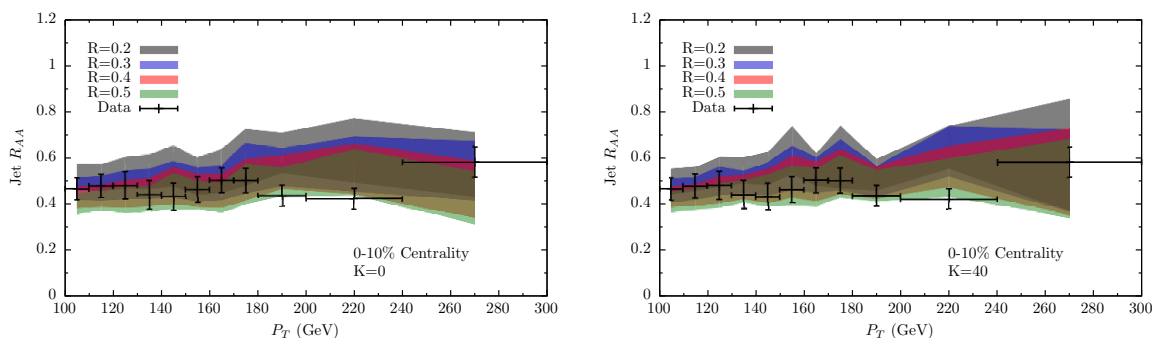 1.2
1
0.8
0.6
0.4
0.2
0
Jet R_AA
R=0.2
R=0.3
R=0.4
R=0.5
Data
0-10% Centrality
K=0
100 120 140 160 180 200 220 240 260 280 300
P_T (GeV)
1.2
1
0.8
0.6
0.4
0.2
0
Jet R_AA
R=0.2
R=0.3
R=0.4
R=0.5
Data
0-10% Centrality
K=40
100 120 140 160 180 200 220 240 260 280 300
P_T (GeV)